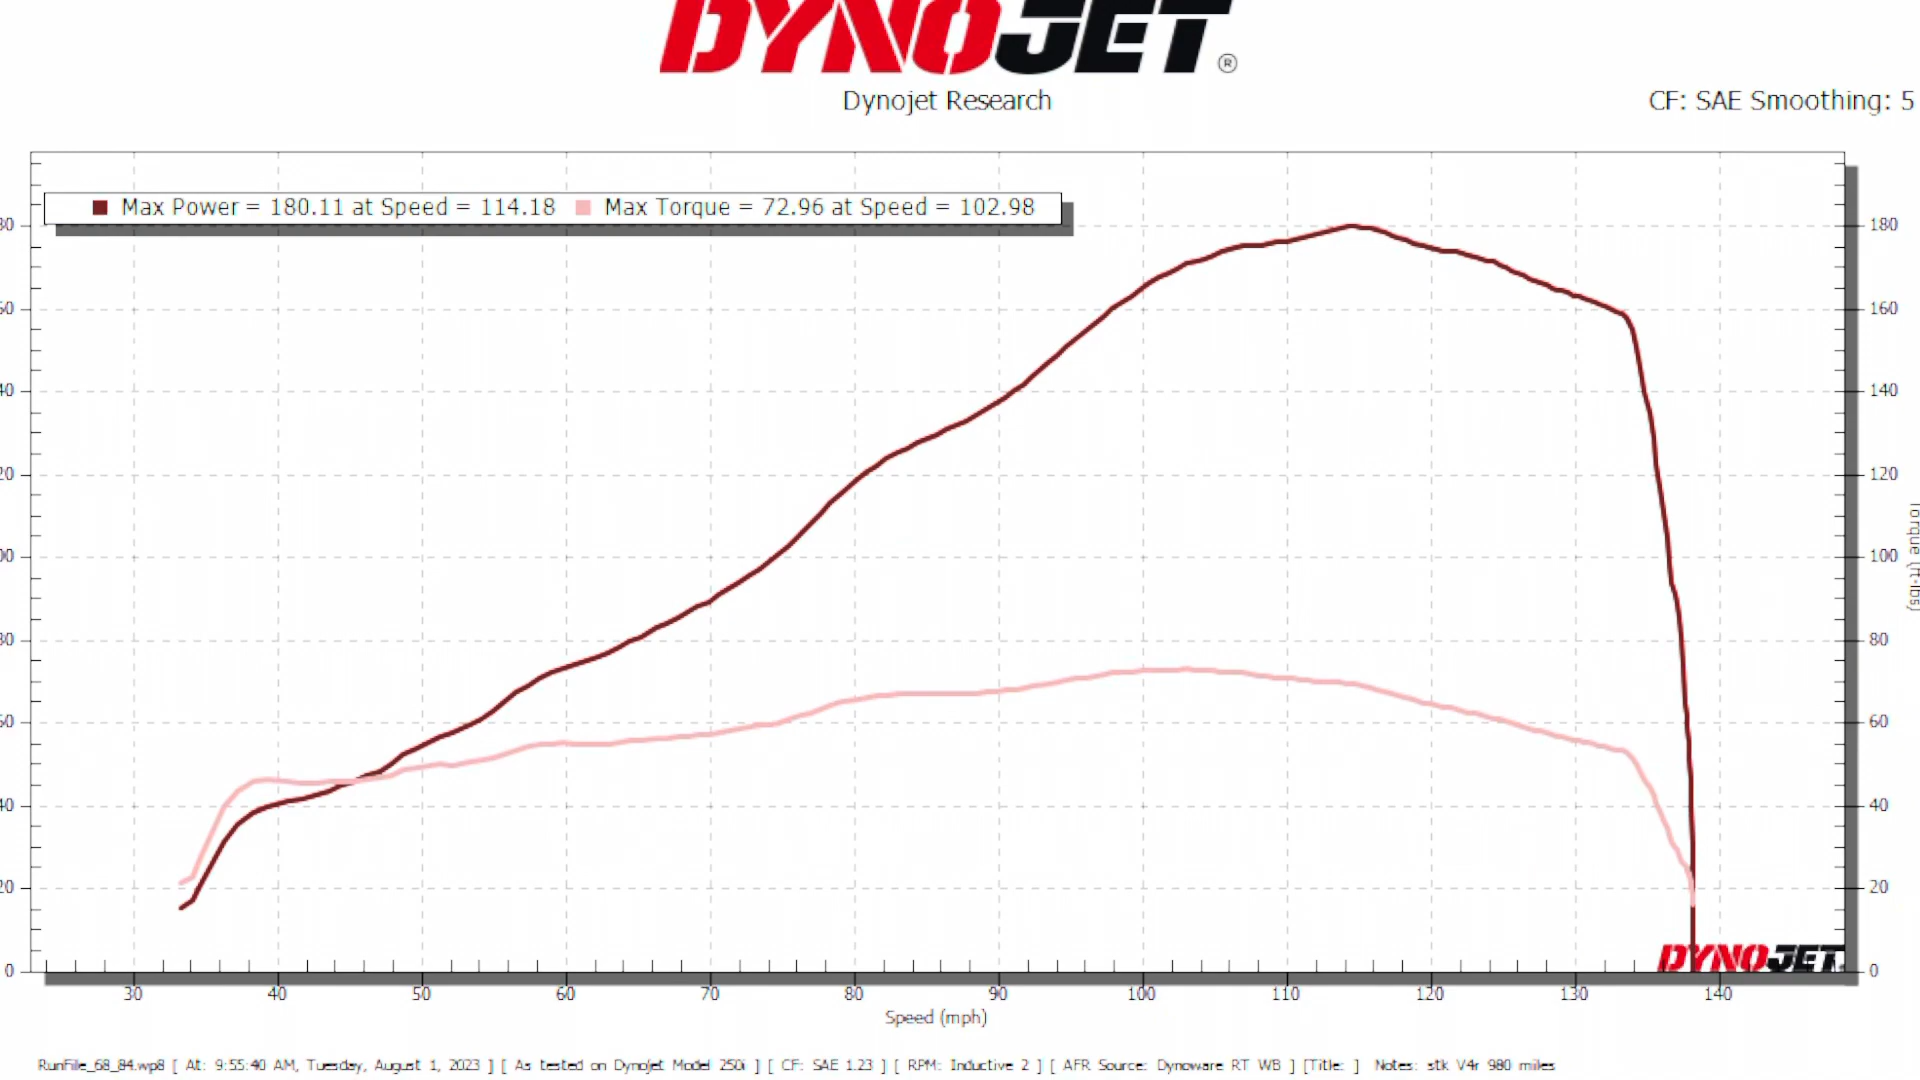 DYNOJET®
Dynojet Research
CF: SAE Smoothing: 5
Max Power = 180.11 at Speed = 114.18 Max Torque = 72.96 at Speed = 102.98
180
160
140
120
100
80
60
40
20
0
Torque (ft-lbs)
DYNOJET
30 40 50 60 70 80 90 100 110 120 130 140
Speed (mph)
RunFile_68_84.wp8 [ At: 9:55:40 AM, Tuesday, August 1, 2023 ] [ As tested on Dynojet Model 250i ] [ CF: SAE 1.23 ] [ RPM: Inductive 2 ] [ AFR Source: Dynoware RT WB ] [Title: ] Notes: stk V4r 980 miles